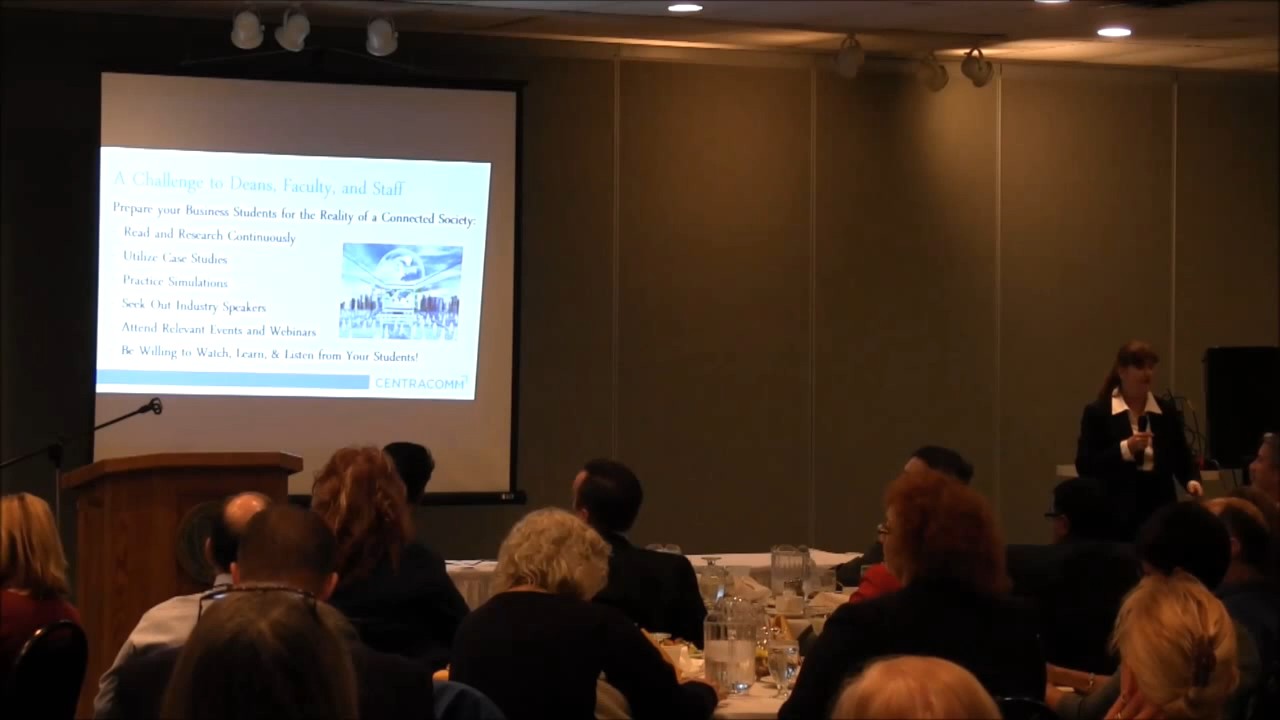 A Challenge to Deans, Faculty, and Staff
Prepare your Business Students for the Reality of a Connected Society:
Read and Research Continuously
Utilize Case Studies
Practice Simulations
Seek Out Industry Speakers
Attend Relevant Events and Webinars
Be Willing to Watch, Learn, & Listen from Your Students!
CENTRACOMM